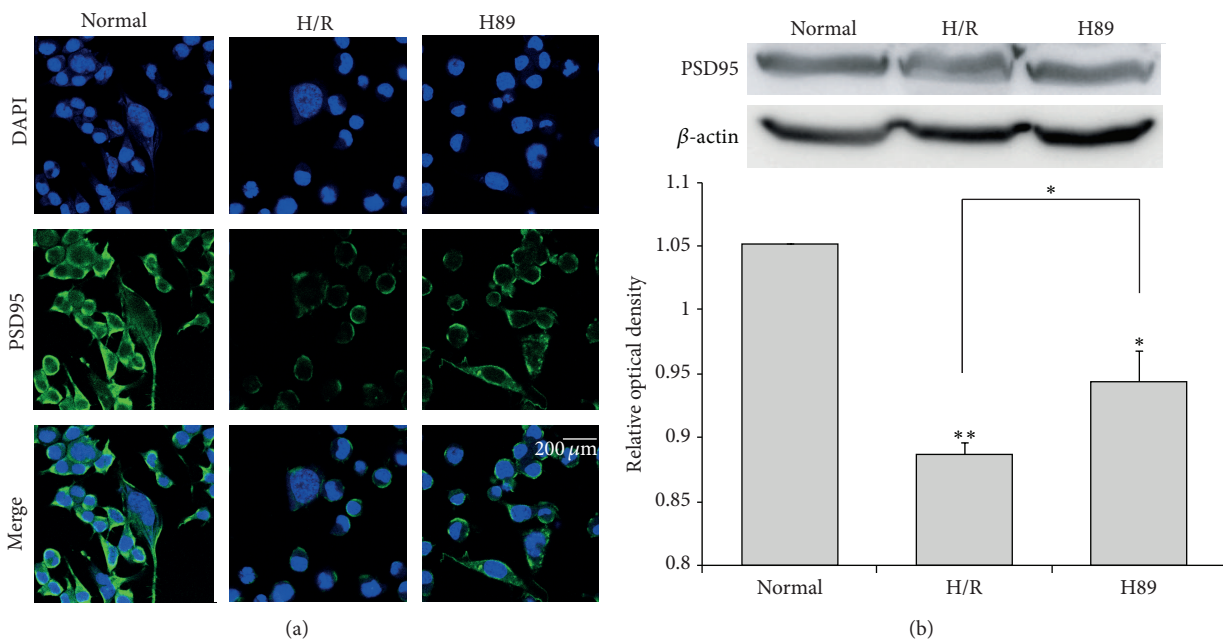 Normal H/R H89
DAPI
PSD95
Merge
200 μm
(a)
Normal H/R H89
PSD95
β-actin
1.1
1.05
1
0.95
0.9
0.85
0.8
Relative optical density
*
**
*
Normal H/R H89
(b)